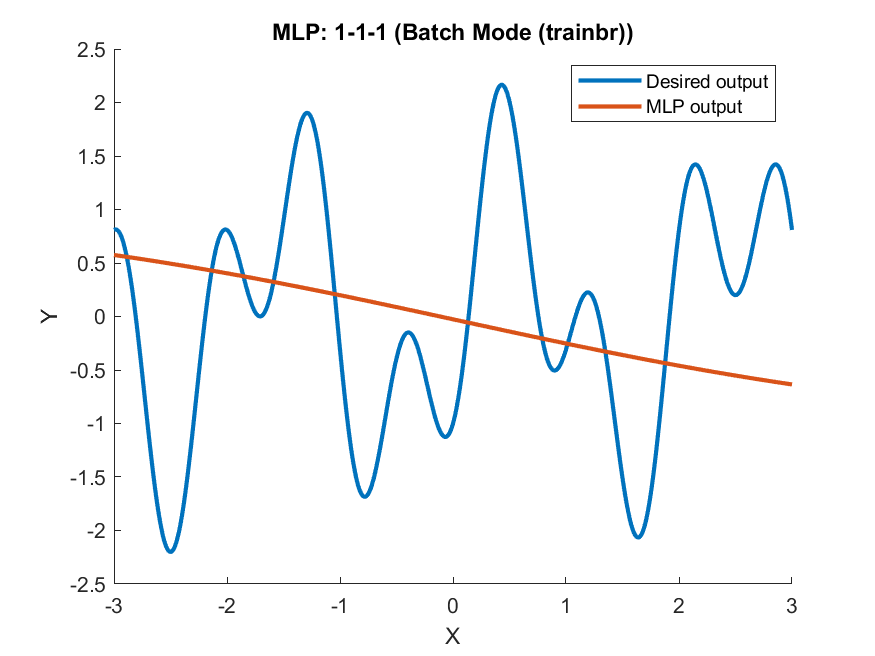 MLP: 1-1-1 (Batch Mode (trainbr))
Desired output
MLP output
2.5
2
1.5
1
0.5
0
-0.5
-1
-1.5
-2
-2.5
Y
-3 -2 -1 0 1 2 3
X